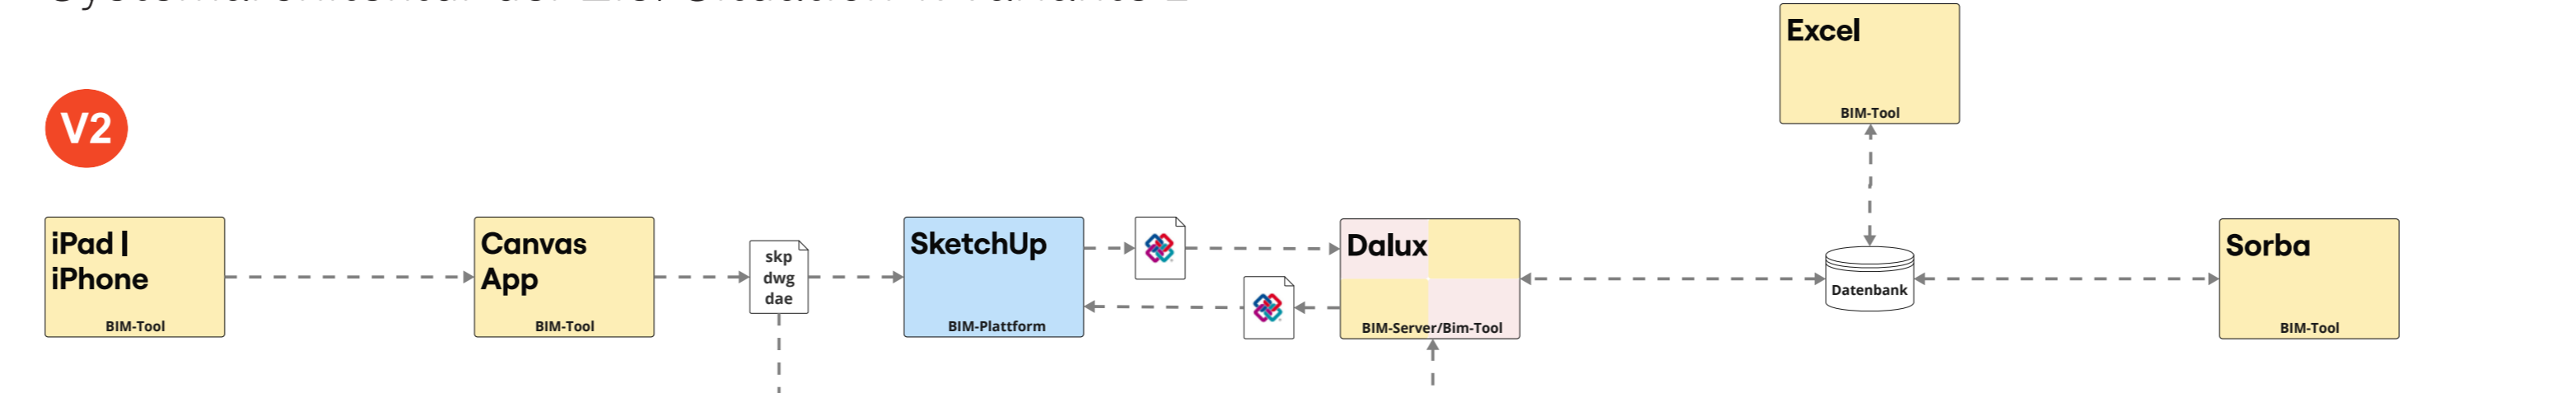 Excel
BIM-Tool
V2
iPad |
iPhone
BIM-Tool
Canvas
App
BIM-Tool
skp
dwg
dae
SketchUp
BIM-Plattform
Dalux
BIM-Server/Bim-Tool
Datenbank
Sorba
BIM-Tool